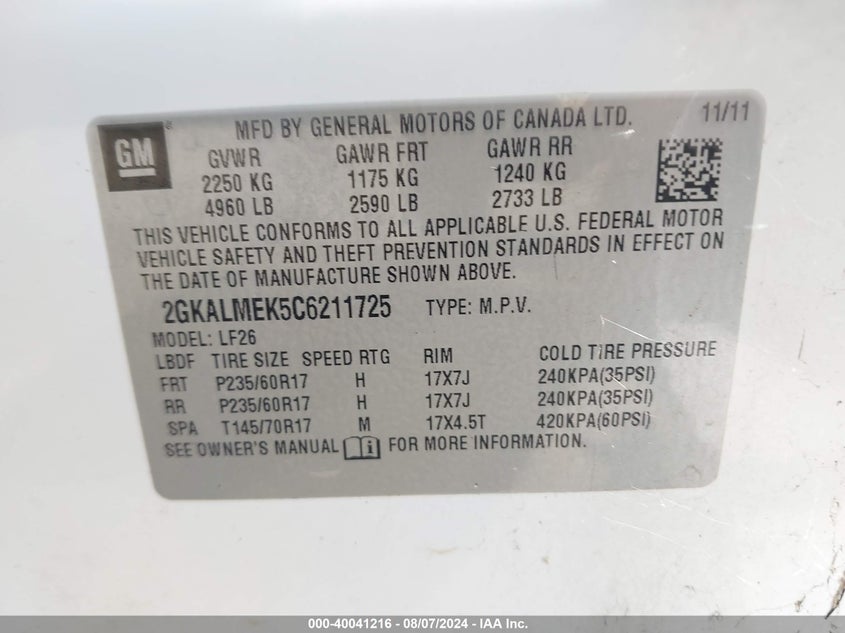 GM
MFD BY GENERAL MOTORS OF CANADA LTD. 11/11
GVWR GAWR FRT GAWR RR
2250 KG 1175 KG 1240 KG
4960 LB 2590 LB 2733 LB
THIS VEHICLE CONFORMS TO ALL APPLICABLE U.S. FEDERAL MOTOR
VEHICLE SAFETY AND THEFT PREVENTION STANDARDS IN EFFECT ON
THE DATE OF MANUFACTURE SHOWN ABOVE.
2GKALMEK5C6211725 TYPE: M.P.V.
MODEL: LF26
LBDF TIRE SIZE SPEED RTG RIM COLD TIRE PRESSURE
FRT P235/60R17 H 17X7J 240KPA(35PSI)
RR P235/60R17 H 17X7J 240KPA(35PSI)
SPA T145/70R17 M 17X4.5T 420KPA(60PSI)
SEE OWNER'S MANUAL FOR MORE INFORMATION.
000-40041216 - 08/07/2024 - IAA Inc.